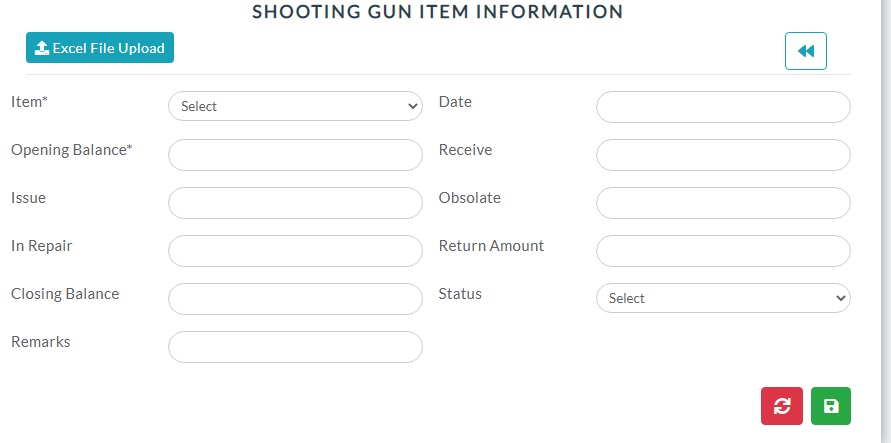 SHOOTING GUN ITEM INFORMATION
Excel File Upload
Item* Select Date
Opening Balance* Receive
Issue Obsolate
In Repair Return Amount
Closing Balance Status Select
Remarks